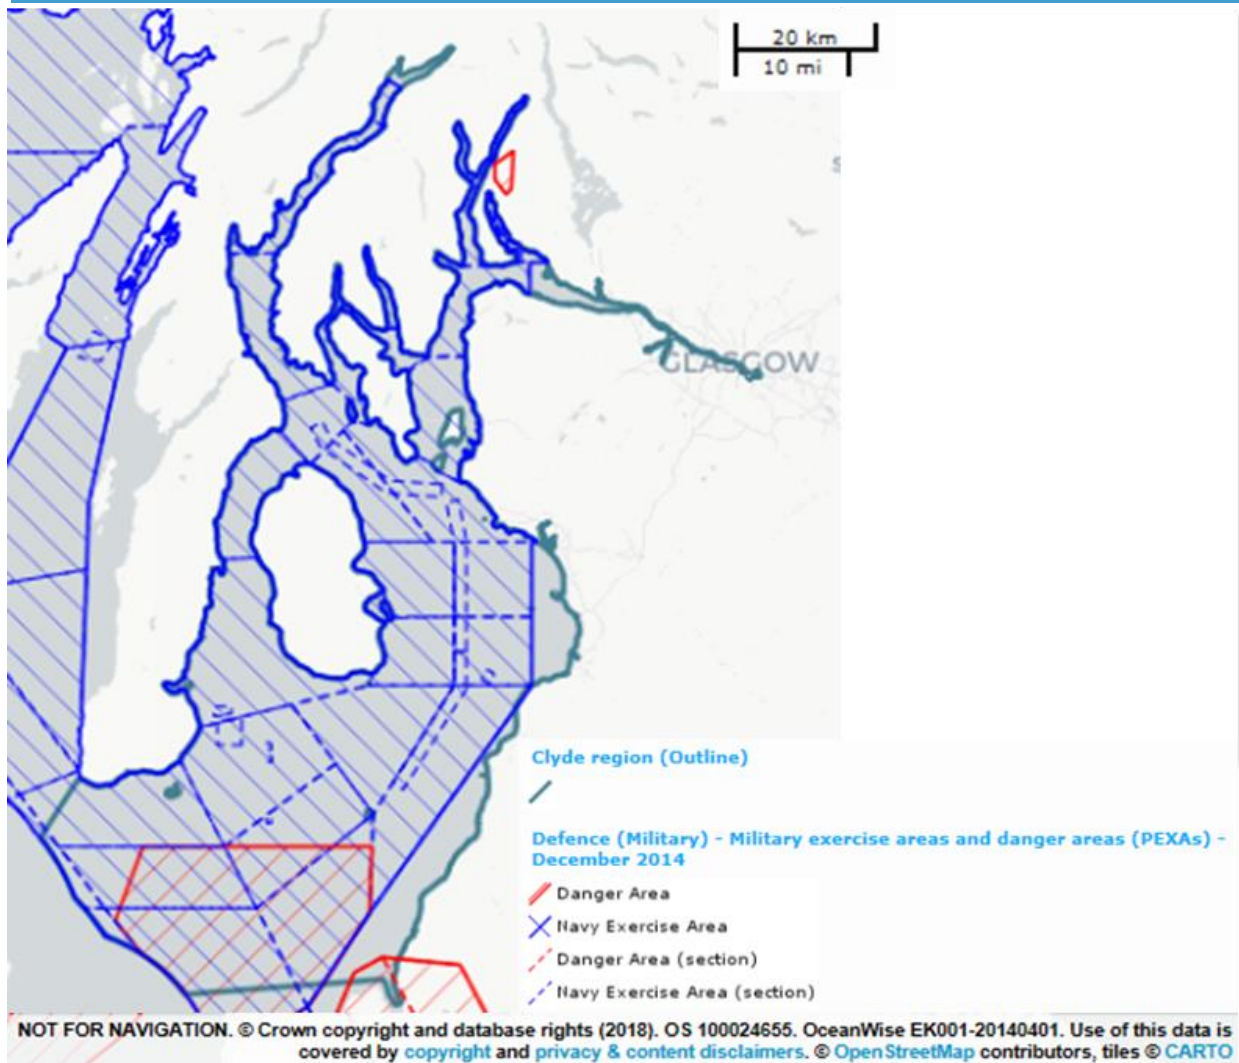 20 km
10 mi
GLASGOW
Clyde region (Outline)
Defence (Military) - Military exercise areas and danger areas (PEXAs) -
December 2014
Danger Area
Navy Exercise Area
Danger Area (section)
Navy Exercise Area (section)
NOT FOR NAVIGATION. © Crown copyright and database rights (2018). OS 100024655. OceanWise EK001-20140401. Use of this data is
covered by copyright and privacy & content disclaimers. © OpenStreetMap contributors, tiles © CARTO